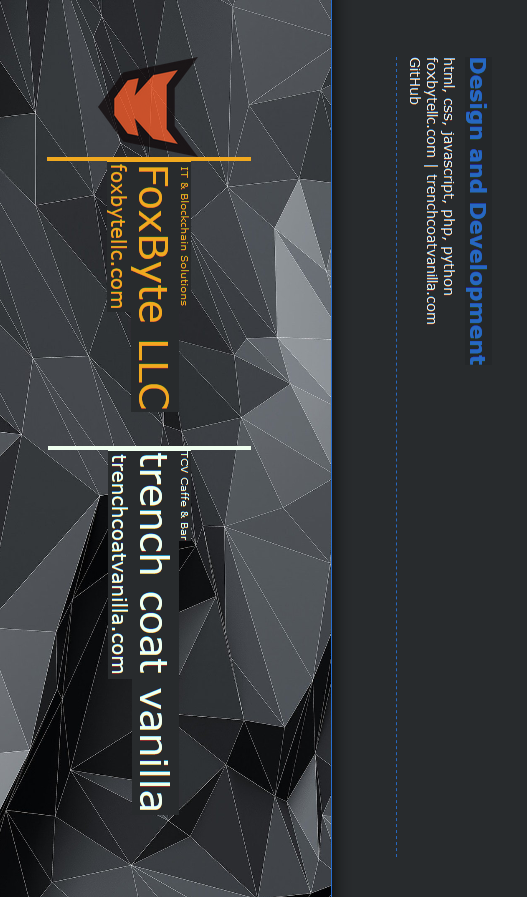 Design and Development
html, css, javascript, php, python
foxbytellc.com | trenchcoatvanilla.com
GitHub
IT & Blockchain Solutions
FoxByte LLC
foxbytellc.com
TCV Caffe & Bar
trench coat vanilla
trenchcoatvanilla.com